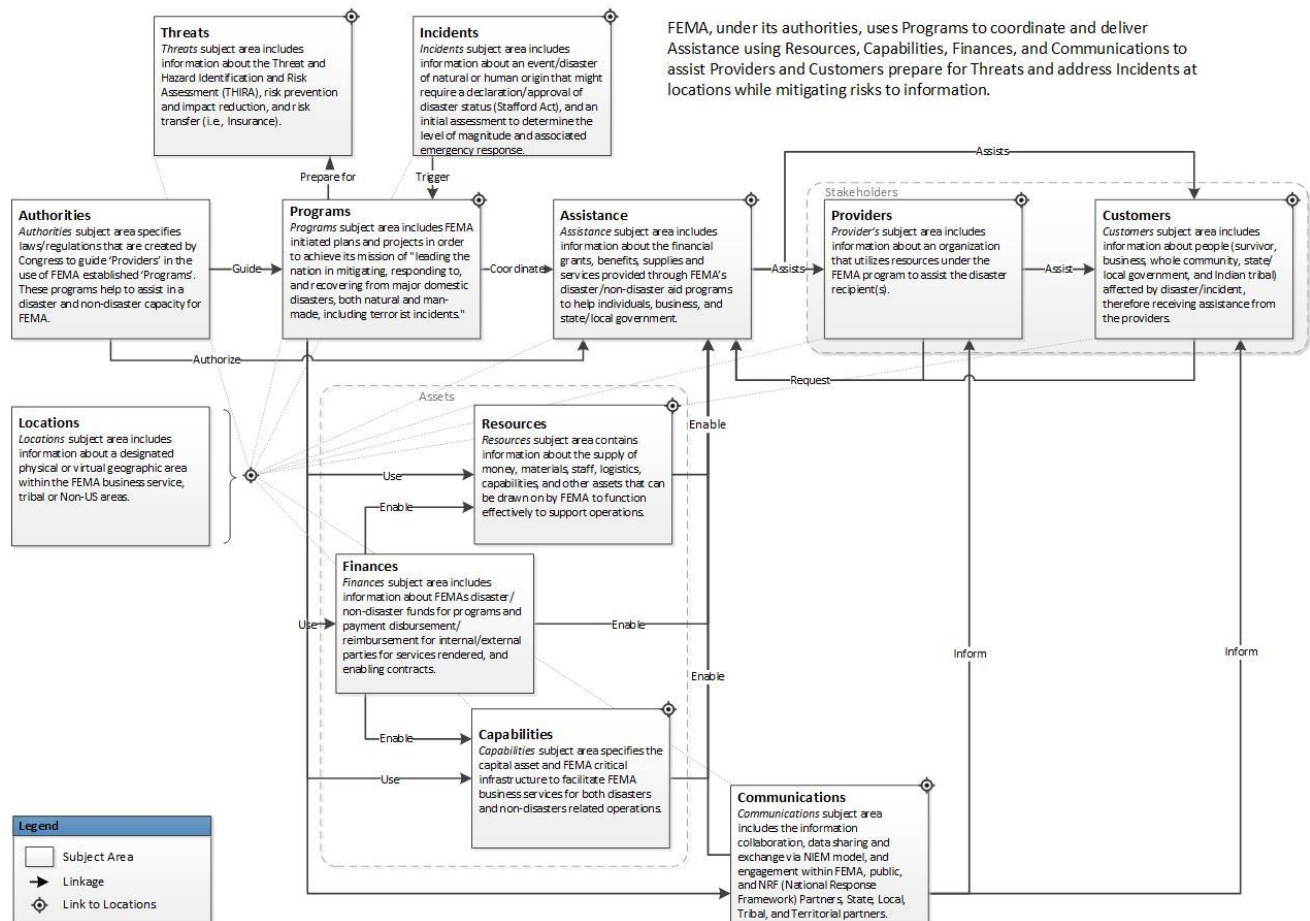 FEMA, under its authorities, uses Programs to coordinate and deliver
Assistance using Resources, Capabilities, Finances, and Communications to
assist Providers and Customers prepare for Threats and address Incidents at
locations while mitigating risks to information.
Threats
Threats subject area includes
information about the Threat and
Hazard Identification and Risk
Assessment (THIRA), risk prevention
and impact reduction, and risk
transfer (i.e., Insurance).
Incidents
Incidents subject area includes
information about an event/disaster
of natural or human origin that might
require a declaration/approval of
disaster status (Stafford Act), and an
initial assessment to determine the
level of magnitude and associated
emergency response.
Prepare for
Trigger
Assists
Stakeholders
Authorities
Authorities subject area specifies
laws/regulations that are created by
Congress to guide ‘Providers’ in the
use of FEMA established ‘Programs’.
These programs help to assist in a
disaster and non-disaster capacity for
FEMA.
Guide
Programs
Programs subject area includes FEMA
initiated plans and projects in order
to achieve its mission of "leading the
nation in mitigating, responding to,
and recovering from major domestic
disasters, both natural and man-
made, including terrorist incidents."
Coordinate
Assistance
Assistance subject area includes
information about the financial
grants, benefits, supplies and
services provided through FEMA’s
disaster/non-disaster aid programs
to help individuals, business, and
state/local government.
Assists
Providers
Provider’s subject area includes
information about an organization
that utilizes resources under the
FEMA program to assist the disaster
recipient(s).
Assist
Customers
Customers subject area includes
information about people (survivor,
business, whole community, state/
local government, and Indian tribal)
affected by disaster/incident,
therefore receiving assistance from
the providers.
Authorize
Request
Locations
Locations subject area includes
information about a designated
physical or virtual geographic area
within the FEMA business service,
tribal or Non-US areas.
Assets
Resources
Resources subject area contains
information about the supply of
money, materials, staff, logistics,
capabilities, and other assets that can
be drawn on by FEMA to function
effectively to support operations.
Use
Enable
Enable
Finances
Finances subject area includes
information about FEMAs disaster/
non-disaster funds for programs and
payment disbursement/
reimbursement for internal/external
parties for services rendered, and
enabling contracts.
Use
Enable
Enable
Inform
Inform
Capabilities
Capabilities subject area specifies the
capital asset and FEMA critical
infrastructure to facilitate FEMA
business services for both disasters
and non-disasters related operations.
Enable
Use
Communications
Communications subject area
includes the information
collaboration, data sharing and
exchange via NIEM model, and
engagement within FEMA, public,
and NRF (National Response
Framework) Partners, State, Local,
Tribal, and Territorial partners.
Legend
Subject Area
Linkage
Link to Locations